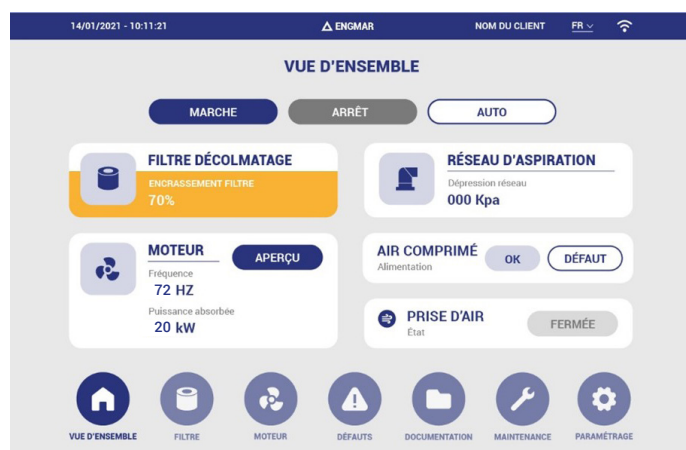 14/01/2021 - 10:11:21 ENGMAR NOM DU CLIENT FR
VUE D'ENSEMBLE
MARCHE ARRÊT AUTO
FILTRE DÉCOLMATAGE
ENCRASSEMENT FILTRE
70%
RÉSEAU D'ASPIRATION
Dépression réseau
000 Kpa
MOTEUR APERÇU
Fréquence
72 HZ
Puissance absorbée
20 kW
AIR COMPRIMÉ OK DÉFAUT
Alimentation
PRISE D'AIR FERMÉE
État
VUE D'ENSEMBLE FILTRE MOTEUR DÉFAUTS DOCUMENTATION MAINTENANCE PARAMÉTRAGE